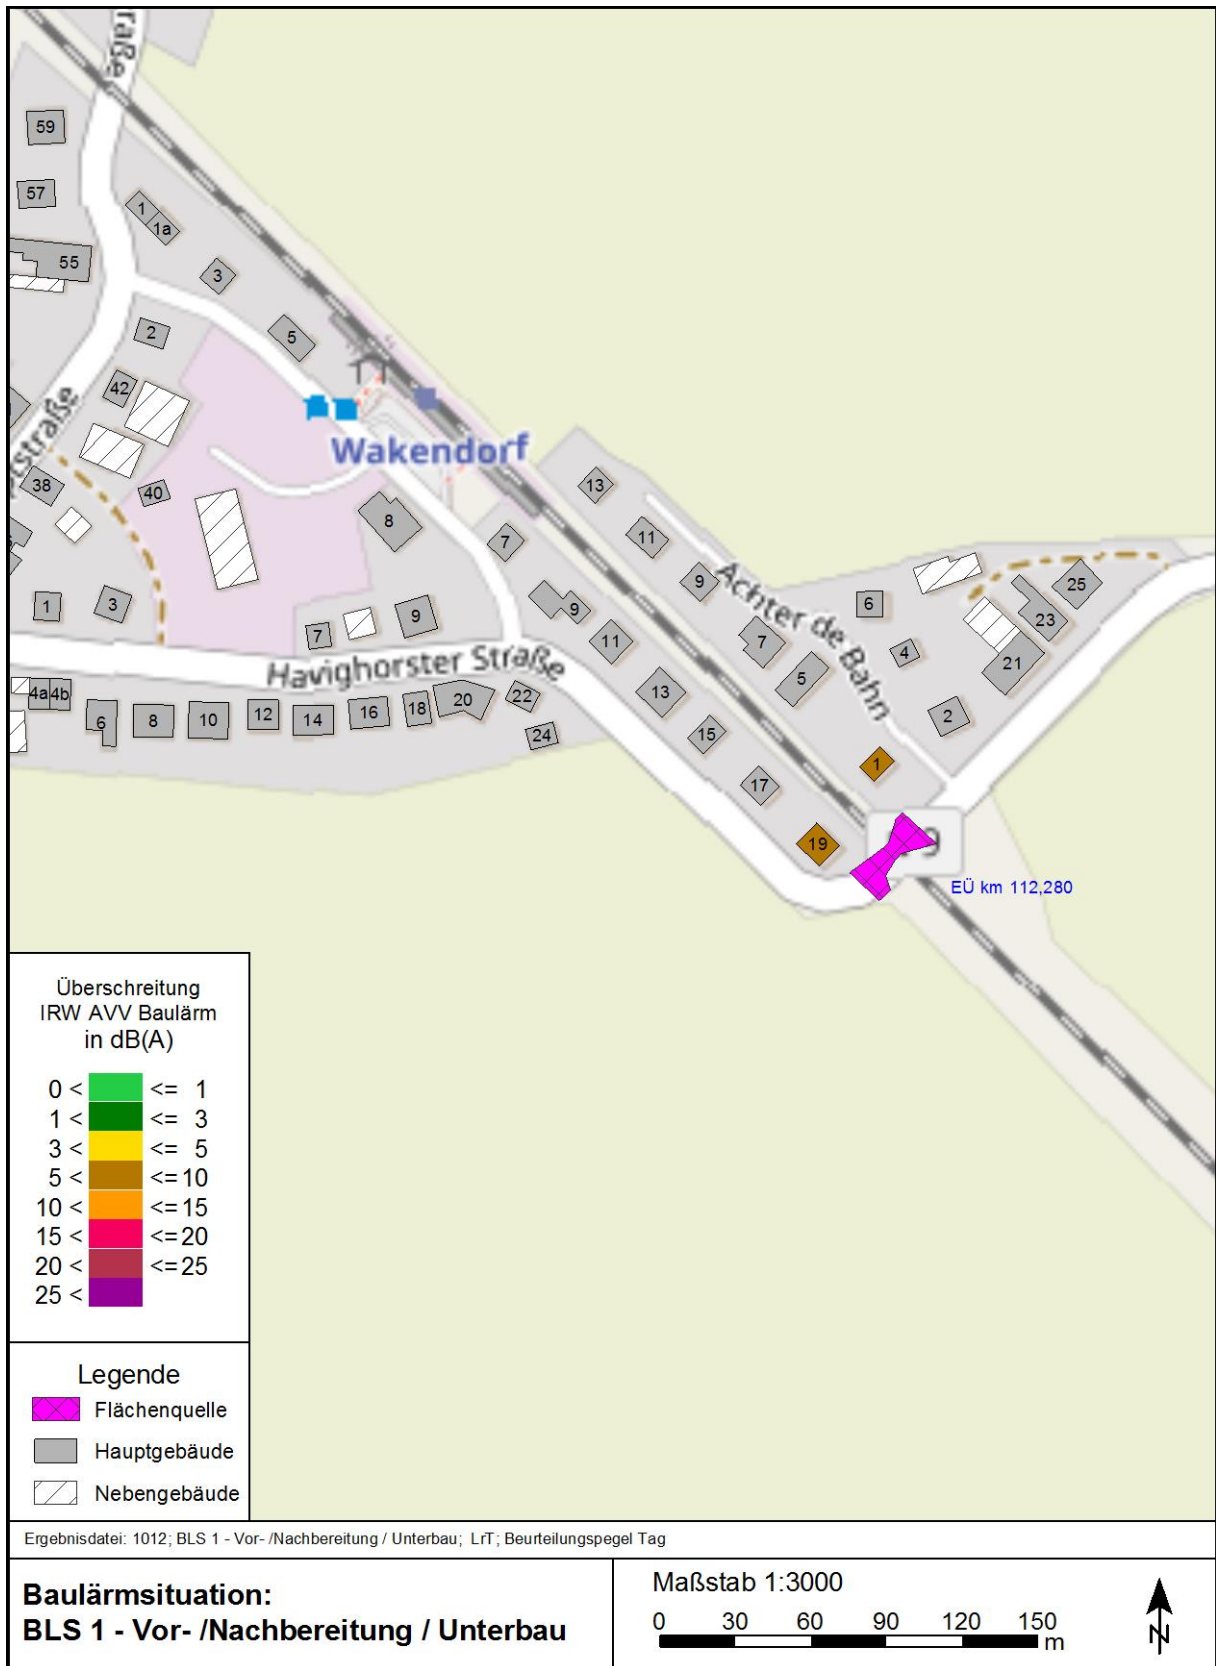 raße
59
57
1
1a
55
3
5
2
42
Wakendorf
tstraße
38
40
8
13
7
11
9
Achter de Bahn
9
1
3
7
9
11
7
5
6
4
25
23
21
2
Havighorster Straße
4a
4b
6
8
10
12
14
16
18
20
22
24
13
15
17
1
19
9
EÜ km 112,280
Überschreitung
IRW AVV Baulärm
in dB(A)
0 < <= 1
1 < <= 3
3 < <= 5
5 < <=10
10 < <=15
15 < <=20
20 < <=25
25 <
Legende
Flächenquelle
Hauptgebäude
Nebengebäude
Ergebnisdatei: 1012; BLS 1 - Vor- /Nachbereitung / Unterbau; LrT; Beurteilungspegel Tag
Baulärmsituation:
BLS 1 - Vor- /Nachbereitung / Unterbau
Maßstab 1:3000
0 30 60 90 120 150
m
N